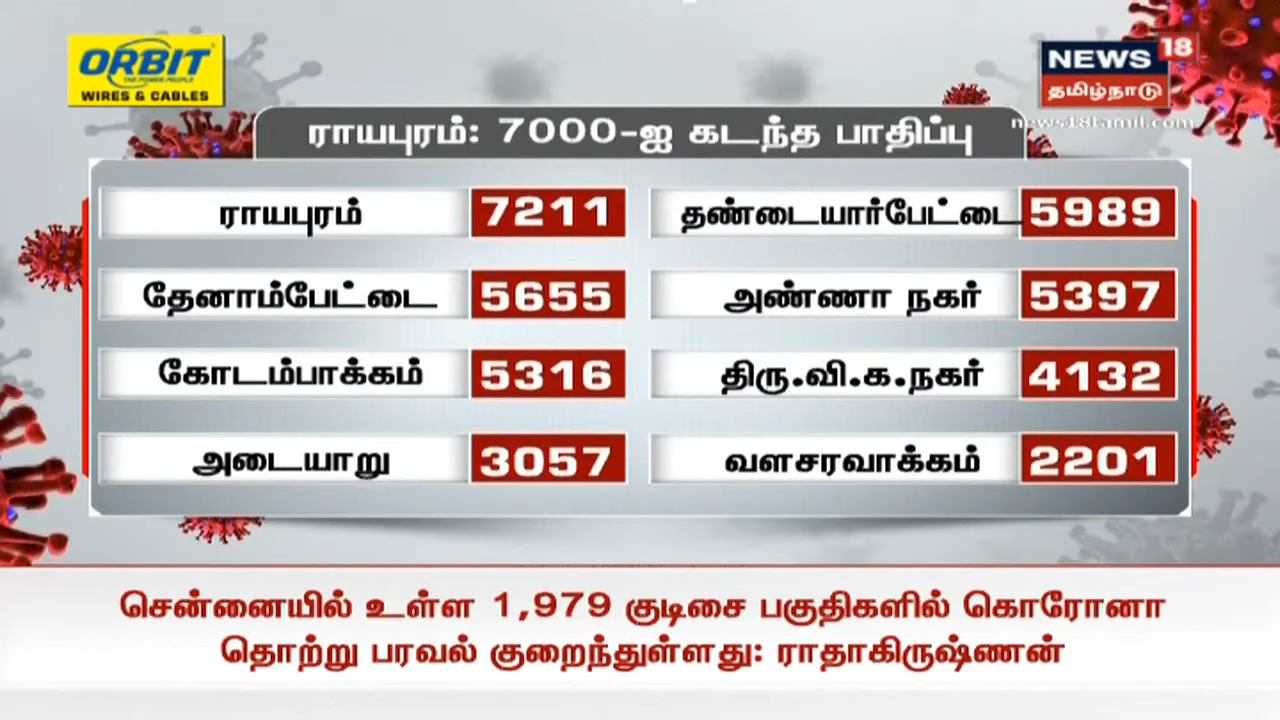 ORBIT
THE POWER PEOPLE
WIRES & CABLES
NEWS 18
தமிழ்நாடு
news18tamil.com
ராயபுரம்: 7000-ஐ கடந்த பாதிப்பு
ராயபுரம் 7211 தண்டையார்பேட்டை 5989
தேனாம்பேட்டை 5655 அண்ணா நகர் 5397
கோடம்பாக்கம் 5316 திரு.வி.க.நகர் 4132
அடையாறு 3057 வளசரவாக்கம் 2201
சென்னையில் உள்ள 1,979 குடிசை பகுதிகளில் கொரோனா
தொற்று பரவல் குறைந்துள்ளது: ராதாகிருஷ்ணன்